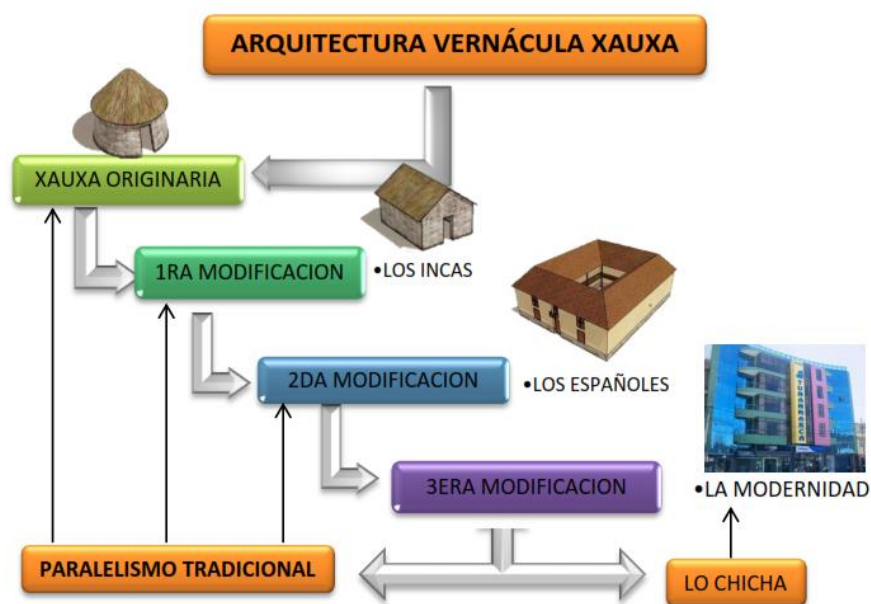 ARQUITECTURA VERNÁCULA XAUXA
XAUXA ORIGINARIA
1RA MODIFICACION
•LOS INCAS
2DA MODIFICACION
•LOS ESPAÑOLES
3ERA MODIFICACION
•LA MODERNIDAD
PARALELISMO TRADICIONAL
LO CHICHA